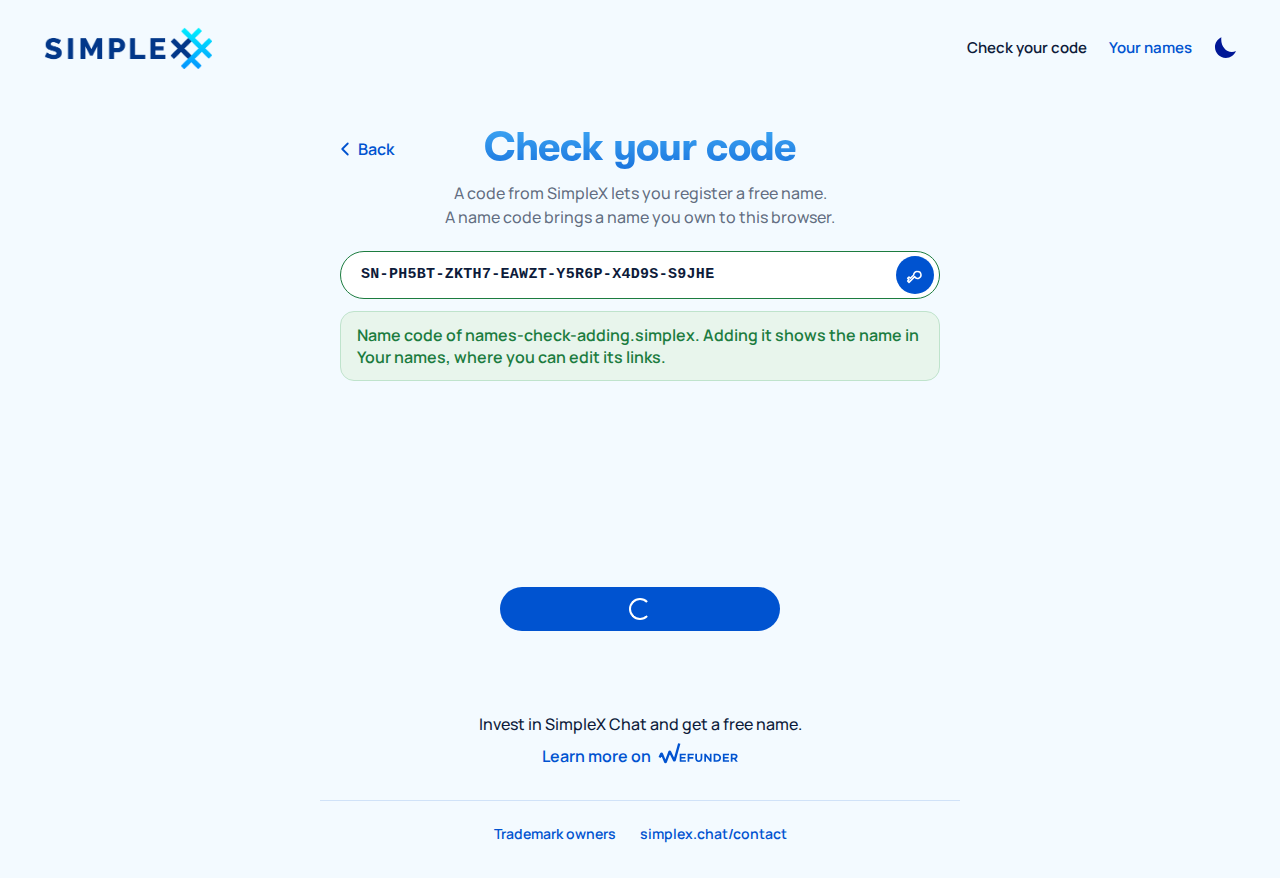 SIMPLEX
Check your code
Your names
Back
Check your code
A code from SimpleX lets you register a free name.
A name code brings a name you own to this browser.
SN-PH5BT-ZKTH7-EAWZT-Y5R6P-X4D9S-S9JHE
Name code of names-check-adding.simplex. Adding it shows the name in
Your names, where you can edit its links.
Invest in SimpleX Chat and get a free name.
Learn more on WEFUNDER
Trademark owners
simplex.chat/contact